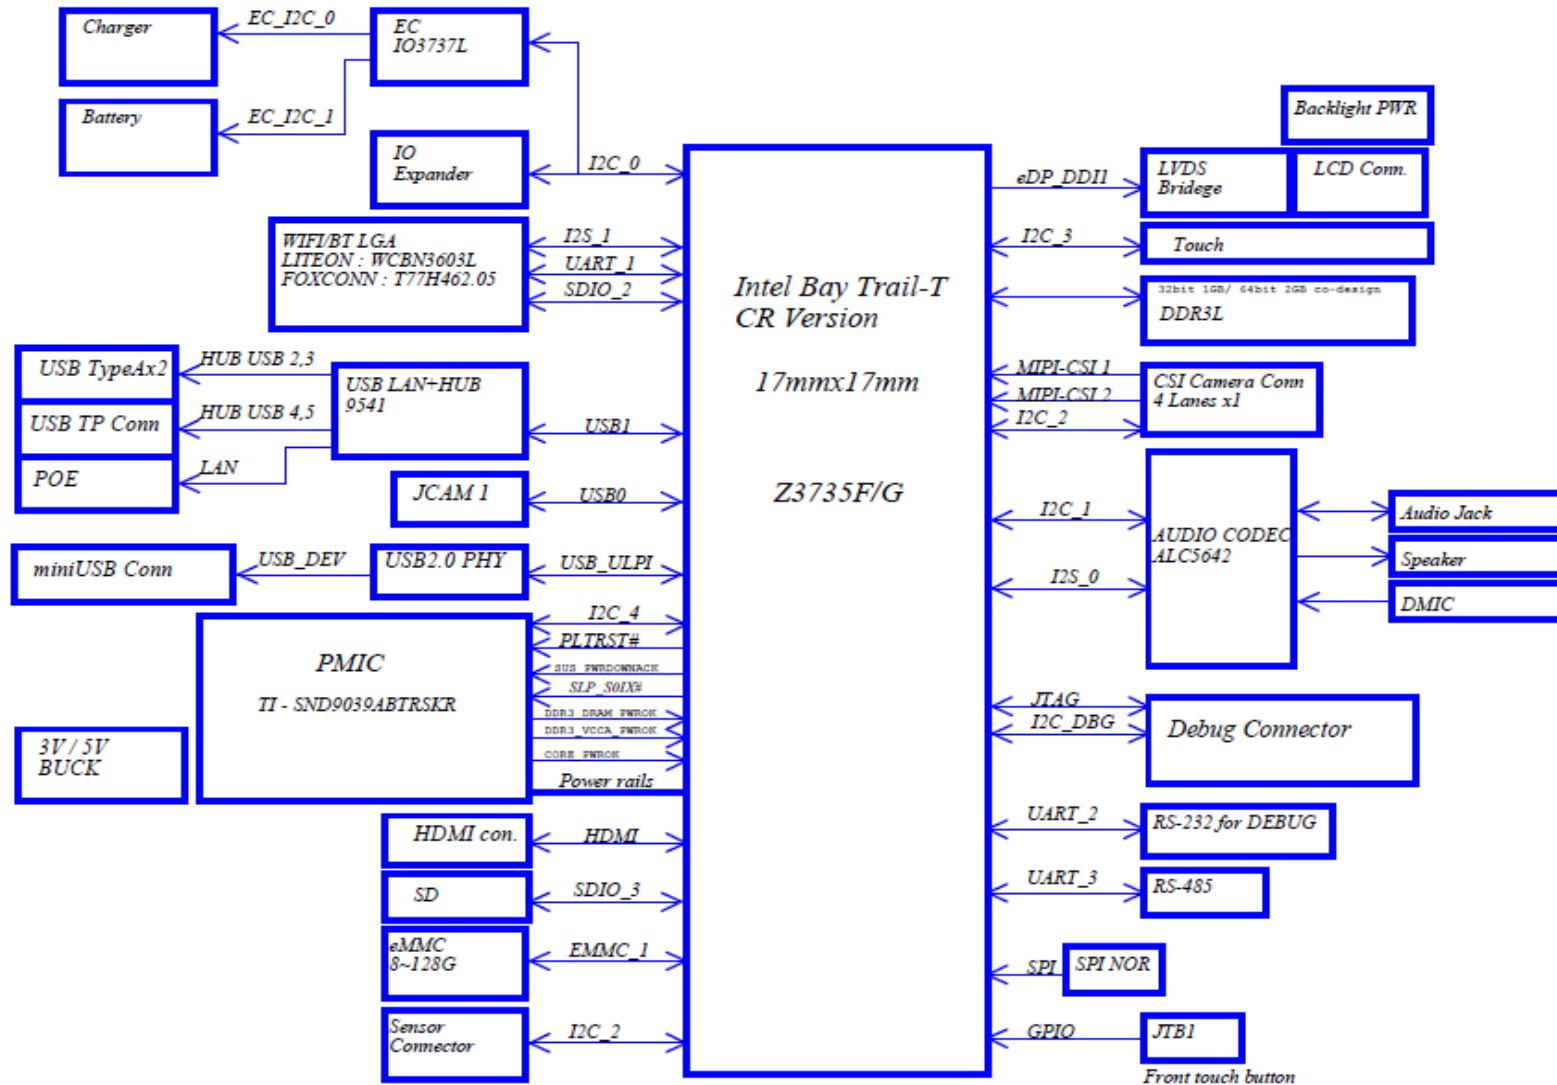 Charger
EC_I2C_0
EC
IO3737L
Battery
EC_I2C_1
IO
Expander
I2C_0
WIFI/BT LGA
LITEON : WCBN3603L
FOXCONN : T77H462.05
I2S_1
UART_1
SDIO_2
USB TypeAx2
HUB USB 2,3
USB LAN+HUB
9541
USB TP Conn
HUB USB 4,5
USB1
POE
LAN
JCAM 1
USB0
miniUSB Conn
USB_DEV
USB2.0 PHY
USB_ULPI
PMIC
TI - SND9039ABTRSKR
I2C_4
PLTRST#
SUS_PWRDOWNACK
SLP_S0IX#
DDR3_DRAM_PWROK
DDR3_VCCA_PWROK
CORE_PWROK
Power rails
3V / 5V
BUCK
HDMI con.
HDMI
SD
SDIO_3
eMMC
8~128G
EMMC_1
Sensor
Connector
I2C_2
Intel Bay Trail-T
CR Version
17mmx17mm
Z3735F/G
Backlight PWR
eDP_DDI1
LVDS
Bridege
LCD Conn.
I2C_3
Touch
32bit 1GB/ 64bit 2GB co-design
DDR3L
MIPI-CSI 1
MIPI-CSI 2
I2C_2
CSI Camera Conn
4 Lanes x1
I2C_1
I2S_0
AUDIO CODEC
ALC5642
Audio Jack
Speaker
DMIC
JTAG
I2C_DBG
Debug Connector
UART_2
RS-232 for DEBUG
UART_3
RS-485
SPI
SPI NOR
GPIO
JTB1
Front touch button